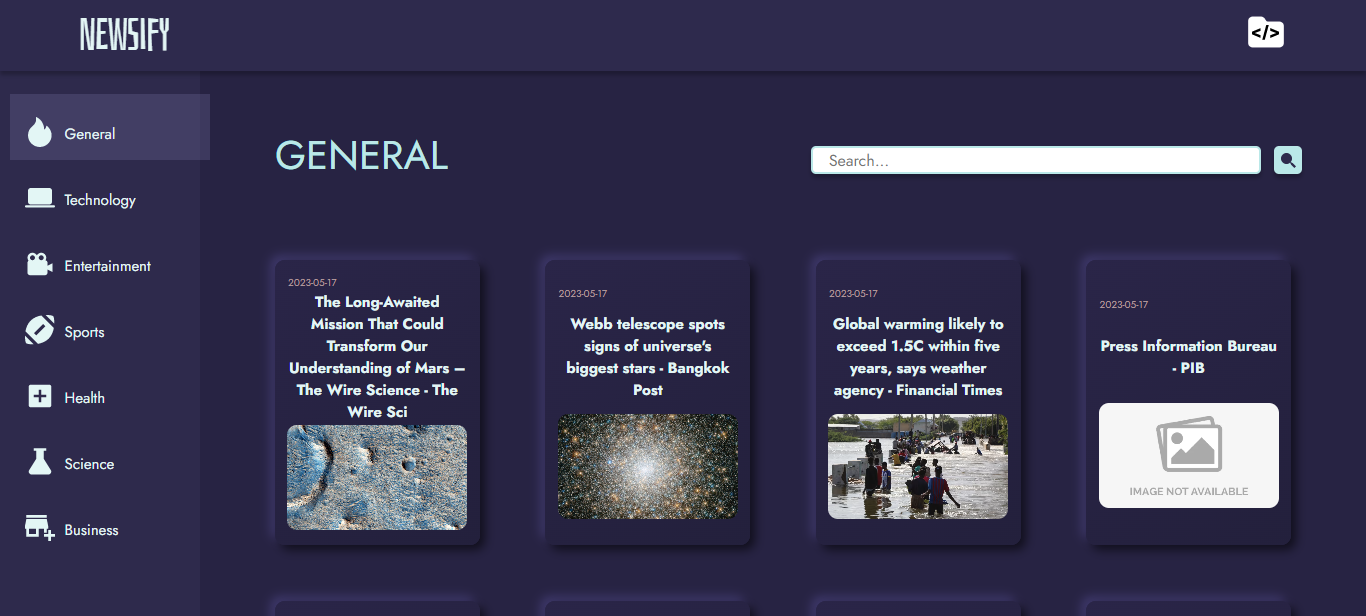 NEWSIFY
</>
General
Technology
Entertainment
Sports
Health
Science
Business
GENERAL
Search...
2023-05-17
The Long-Awaited
Mission That Could
Transform Our
Understanding of Mars –
The Wire Science - The
Wire Sci
2023-05-17
Webb telescope spots
signs of universe's
biggest stars - Bangkok
Post
2023-05-17
Global warming likely to
exceed 1.5C within five
years, says weather
agency - Financial Times
2023-05-17
Press Information Bureau
- PIB
IMAGE NOT AVAILABLE